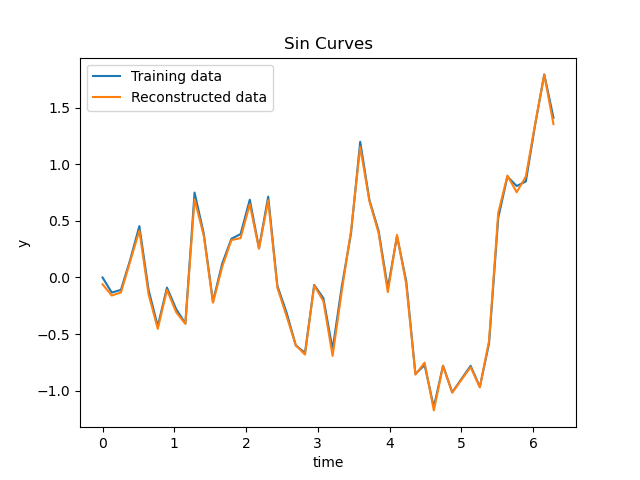 Sin Curves
Training data
Reconstructed data
y
1.5
1.0
0.5
0.0
−0.5
−1.0
0 1 2 3 4 5 6
time